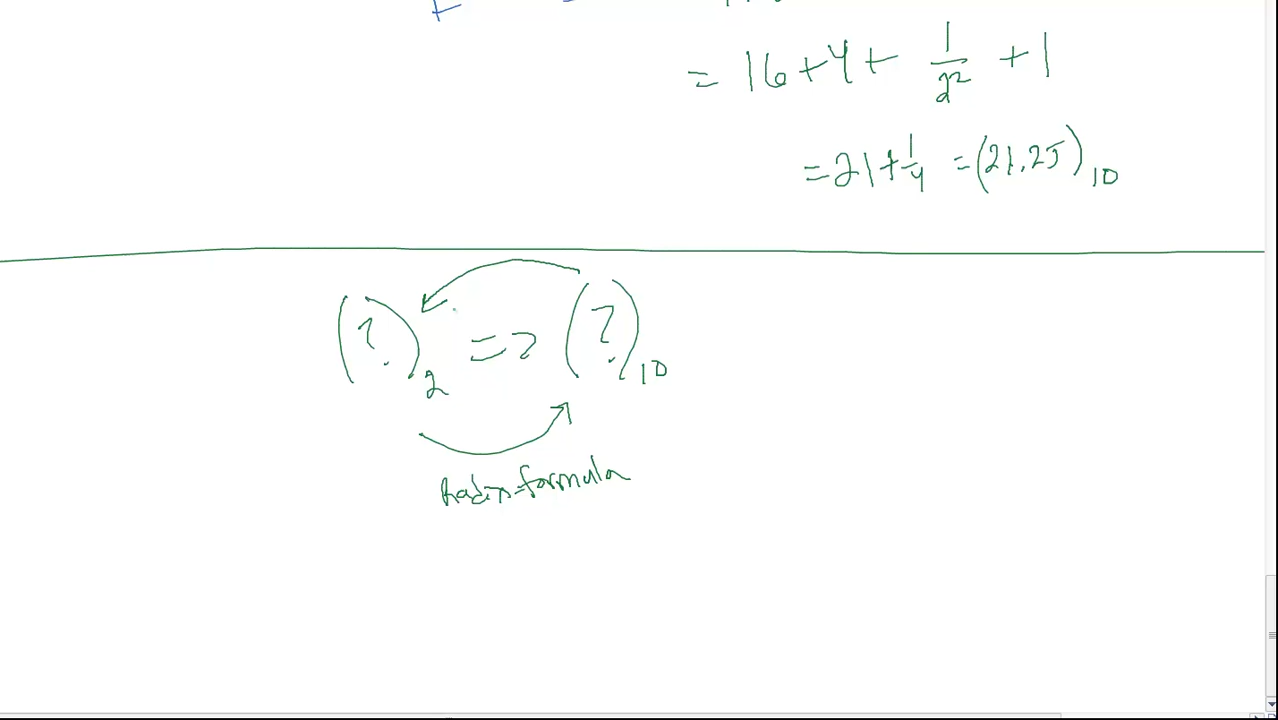 = 16 + 4 + 1/2² + 1
= 21 + 1/4 = (21.25)₁₀
(?)₂ =? (?)₁₀
Radix-formula